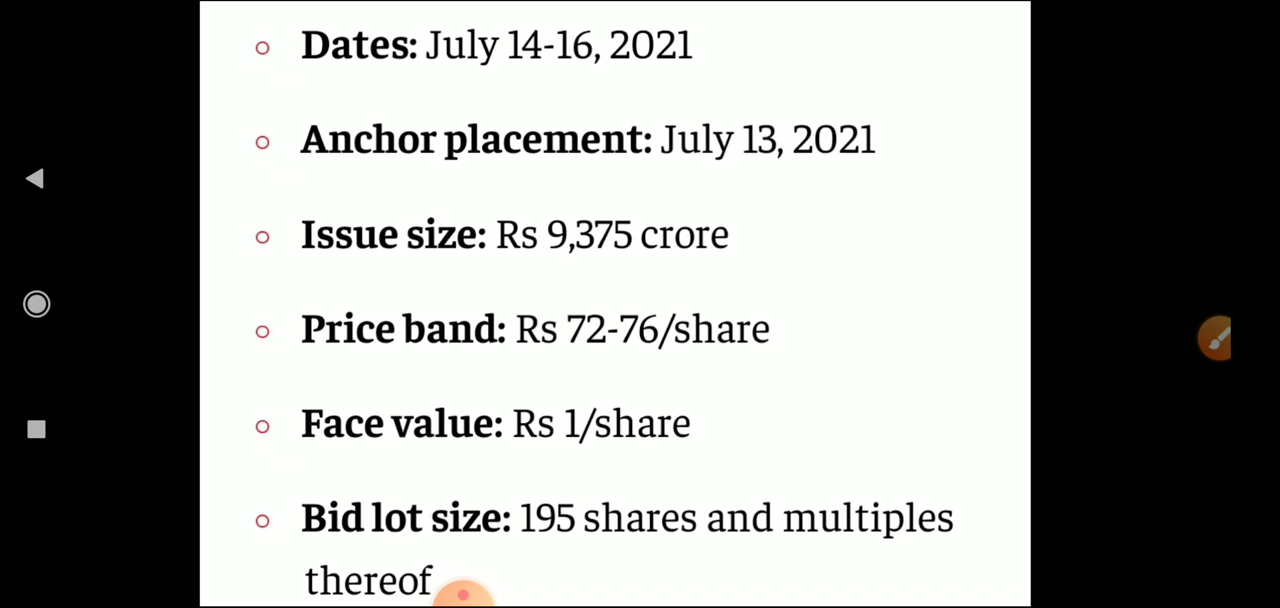 Dates: July 14-16, 2021
Anchor placement: July 13, 2021
Issue size: Rs 9,375 crore
Price band: Rs 72-76/share
Face value: Rs 1/share
Bid lot size: 195 shares and multiples
thereof